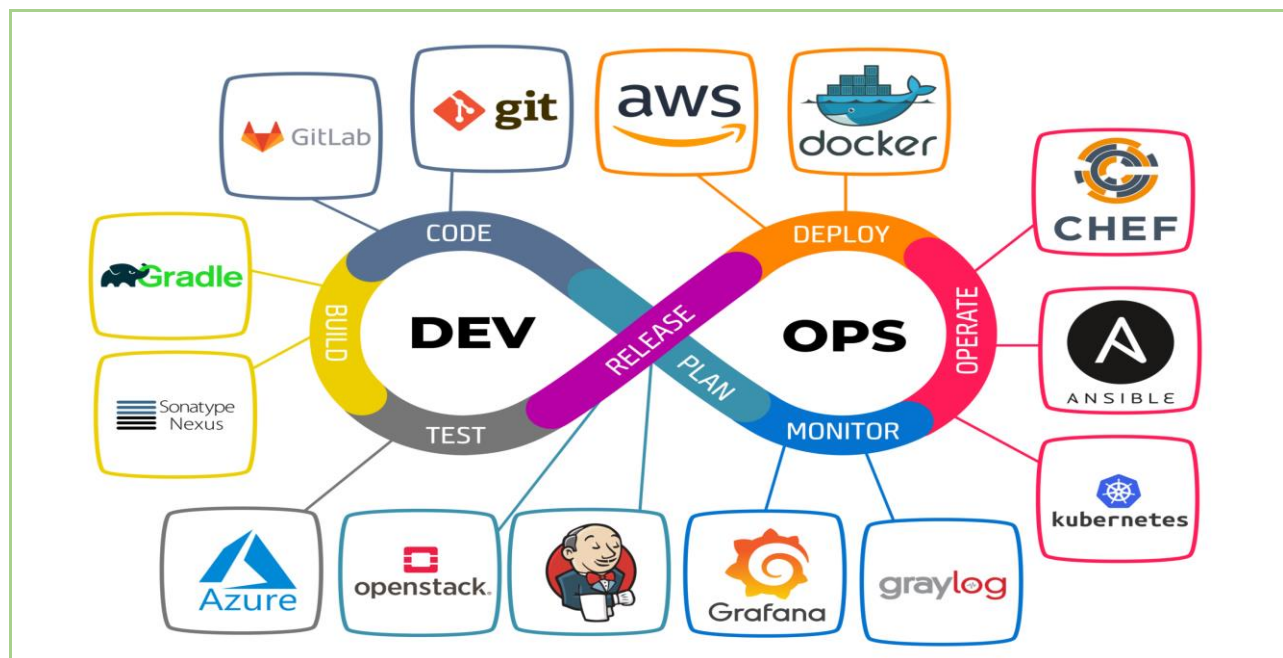 GitLab
git
aws
docker
CHEF
Gradle
CODE
DEPLOY
BUILD
DEV
RELEASE
PLAN
OPS
OPERATE
ANSIBLE
Sonatype
Nexus
TEST
MONITOR
kubernetes
Azure
openstack.
Grafana
graylog